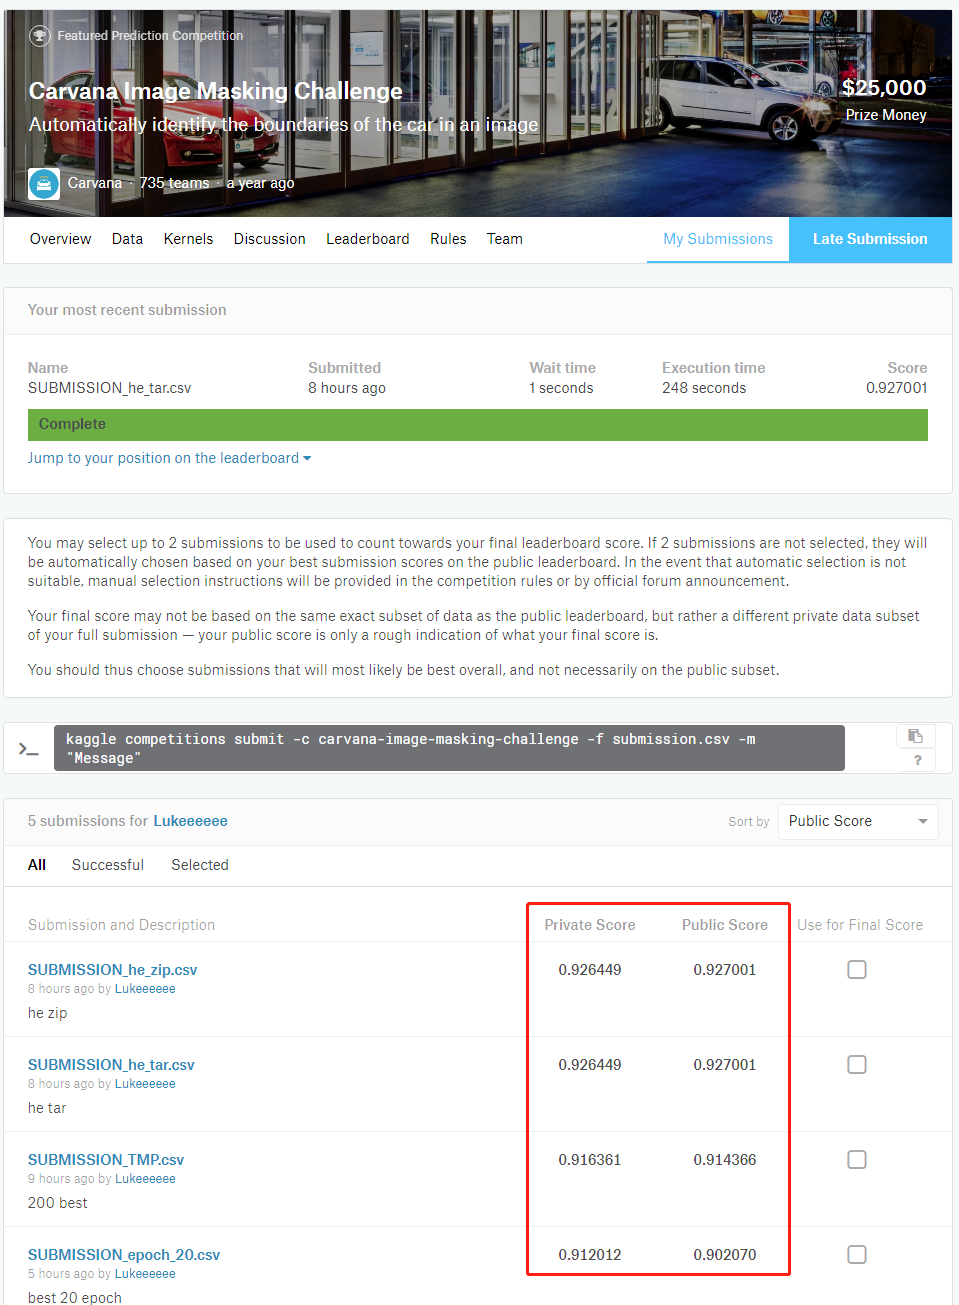 Featured Prediction Competition
Carvana Image Masking Challenge
Automatically identify the boundaries of the car in an image
$25,000
Prize Money
Carvana · 735 teams · a year ago
Overview Data Kernels Discussion Leaderboard Rules Team My Submissions Late Submission
Your most recent submission
Name Submitted Wait time Execution time Score
SUBMISSION_he_tar.csv 8 hours ago 1 seconds 248 seconds 0.927001
Complete
Jump to your position on the leaderboard
You may select up to 2 submissions to be used to count towards your final leaderboard score. If 2 submissions are not selected, they will
be automatically chosen based on your best submission scores on the public leaderboard. In the event that automatic selection is not
suitable, manual selection instructions will be provided in the competition rules or by official forum announcement.
Your final score may not be based on the same exact subset of data as the public leaderboard, but rather a different private data subset
of your full submission — your public score is only a rough indication of what your final score is.
You should thus choose submissions that will most likely be best overall, and not necessarily on the public subset.
>_ kaggle competitions submit -c carvana-image-masking-challenge -f submission.csv -m
"Message"
?
5 submissions for Lukeeeeee Sort by Public Score
All Successful Selected
Submission and Description Private Score Public Score Use for Final Score
SUBMISSION_he_zip.csv 0.926449 0.927001
8 hours ago by Lukeeeeee
he zip
SUBMISSION_he_tar.csv 0.926449 0.927001
8 hours ago by Lukeeeeee
he tar
SUBMISSION_TMP.csv 0.916361 0.914366
9 hours ago by Lukeeeeee
200 best
SUBMISSION_epoch_20.csv 0.912012 0.902070
5 hours ago by Lukeeeeee
best 20 epoch